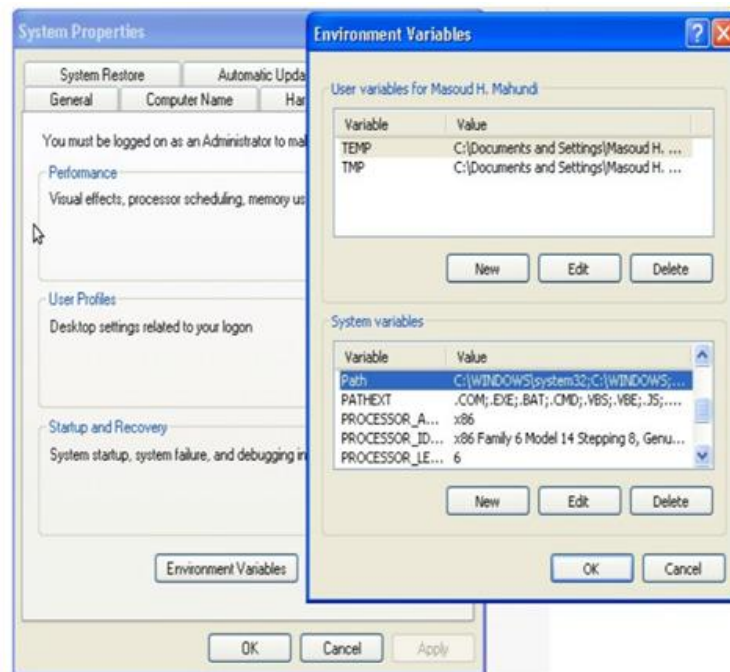 System Properties
System Restore
Automatic Upda
General
Computer Name
Har
You must be logged on as an Administrator to mal
Performance
Visual effects, processor scheduling, memory us
User Profiles
Desktop settings related to your logon
Startup and Recovery
System startup, system failure, and debugging in
Environment Variables
OK
Cancel
Apply
Environment Variables
User variables for Masoud H. Mahundi
Variable Value
TEMP C:\Documents and Settings\Masoud H. ...
TMP C:\Documents and Settings\Masoud H. ...
New
Edit
Delete
System variables
Variable Value
Path C:\WINDOWS\system32;C:\WINDOWS;...
PATHEXT .COM;.EXE;.BAT;.CMD;.VBS;.VBE;.JS;....
PROCESSOR_A... x86
PROCESSOR_ID... x86 Family 6 Model 14 Stepping 8, Genu...
PROCESSOR_LE... 6
New
Edit
Delete
OK
Cancel